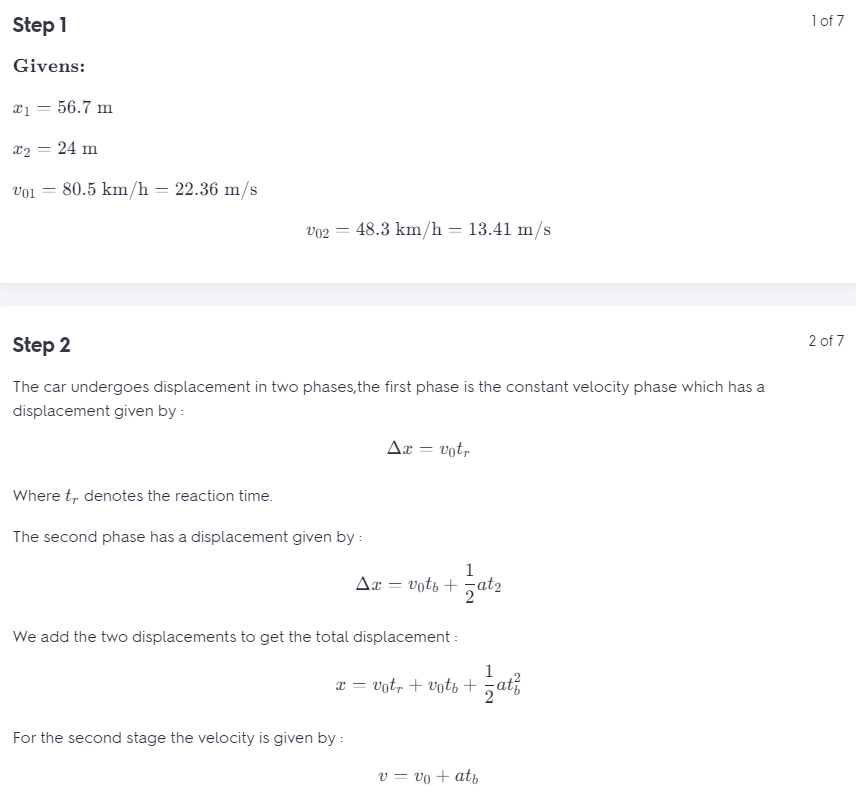 Step 1
1 of 7
Givens:
x₁ = 56.7 m
x₂ = 24 m
v₀₁ = 80.5 km/h = 22.36 m/s
v₀₂ = 48.3 km/h = 13.41 m/s
Step 2
2 of 7
The car undergoes displacement in two phases,the first phase is the constant velocity phase which has a
displacement given by :
Δx = v₀tᵣ
Where tᵣ denotes the reaction time.
The second phase has a displacement given by :
Δx = v₀t_b + 1/2 at₂
We add the two displacements to get the total displacement :
x = v₀tᵣ + v₀t_b + 1/2 at_b²
For the second stage the velocity is given by :
v = v₀ + at_b